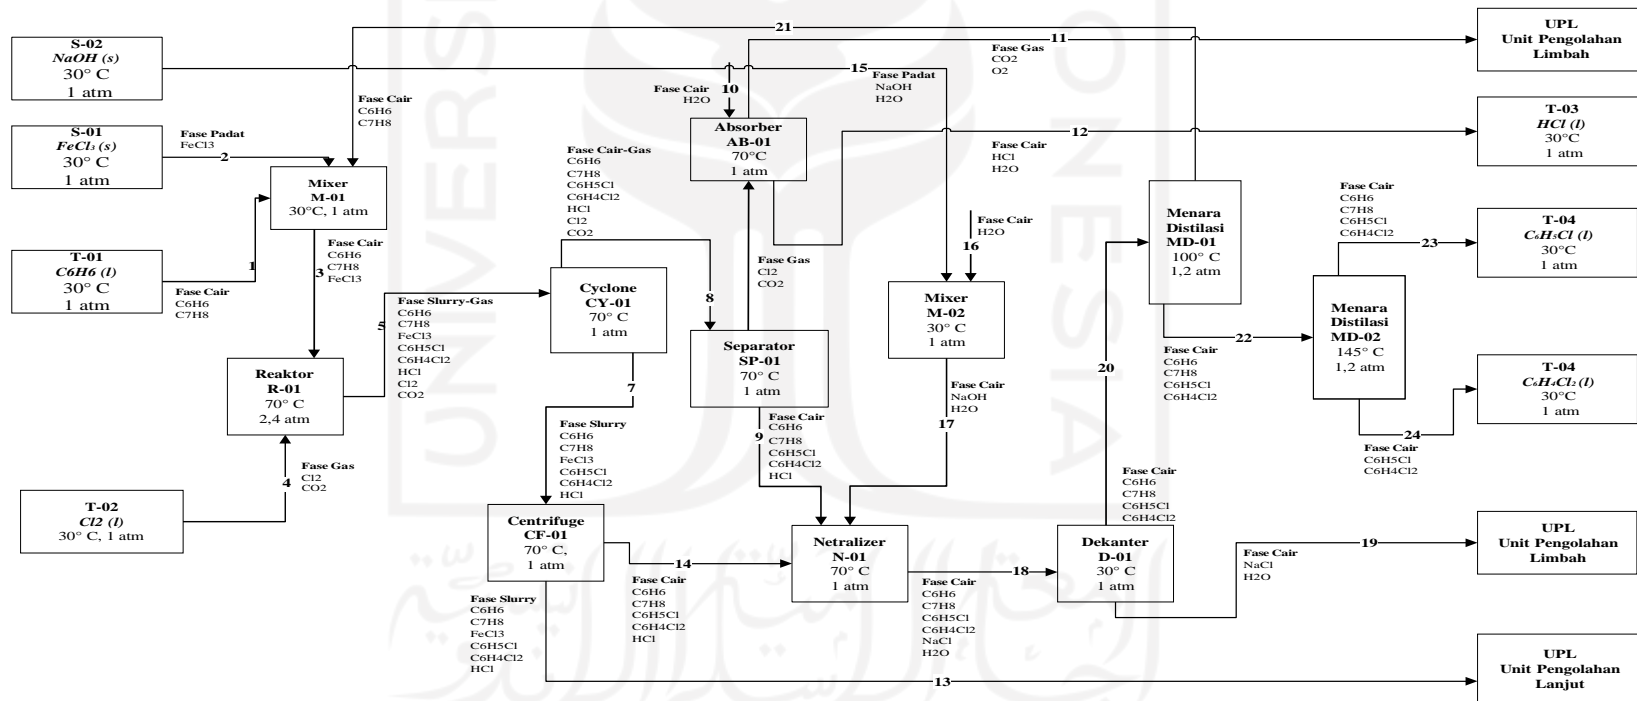 S-02
NaOH (s)
30° C
1 atm
S-01
FeCl₃ (s)
30° C
1 atm
T-01
C6H6 (l)
30° C
1 atm
T-02
Cl2 (l)
30° C, 1 atm
Fase Padat
FeCl3
2
Fase Cair
C6H6
C7H8
1
Fase Cair
C6H6
C7H8
Mixer
M-01
30°C, 1 atm
3
Fase Cair
C6H6
C7H8
FeCl3
Reaktor
R-01
70° C
2,4 atm
4
Fase Gas
Cl2
CO2
5
Fase Slurry-Gas
C6H6
C7H8
FeCl3
C6H5Cl
C6H4Cl2
HCl
Cl2
CO2
Fase Cair-Gas
C6H6
C7H8
C6H5Cl
C6H4Cl2
HCl
Cl2
CO2
Cyclone
CY-01
70° C
1 atm
7
8
Fase Slurry
C6H6
C7H8
FeCl3
C6H5Cl
C6H4Cl2
HCl
Centrifuge
CF-01
70° C,
1 atm
Fase Slurry
C6H6
C7H8
FeCl3
C6H5Cl
C6H4Cl2
HCl
14
Fase Cair
C6H6
C7H8
C6H5Cl
C6H4Cl2
HCl
13
21
11
Fase Gas
CO2
O2
15
Fase Padat
NaOH
H2O
Fase Cair
H2O
10
Absorber
AB-01
70°C
1 atm
12
Fase Cair
HCl
H2O
Fase Gas
Cl2
CO2
Separator
SP-01
70° C
1 atm
9
Fase Cair
C6H6
C7H8
C6H5Cl
C6H4Cl2
HCl
Fase Cair
H2O
16
Mixer
M-02
30° C
1 atm
Fase Cair
NaOH
H2O
17
Netralizer
N-01
70° C
1 atm
18
Fase Cair
C6H6
C7H8
C6H5Cl
C6H4Cl2
NaCl
H2O
Dekanter
D-01
30° C
1 atm
Fase Cair
C6H6
C7H8
C6H5Cl
C6H4Cl2
20
19
Fase Cair
NaCl
H2O
Menara
Distilasi
MD-01
100° C
1,2 atm
22
Fase Cair
C6H6
C7H8
C6H5Cl
C6H4Cl2
Menara
Distilasi
MD-02
145° C
1,2 atm
Fase Cair
C6H6
C7H8
C6H5Cl
C6H4Cl2
23
24
Fase Cair
C6H5Cl
C6H4Cl2
UPL
Unit Pengolahan
Limbah
T-03
HCl (l)
30°C
1 atm
T-04
C₆H₅Cl (l)
30°C
1 atm
T-04
C₆H₄Cl₂ (l)
30°C
1 atm
UPL
Unit Pengolahan
Limbah
UPL
Unit Pengolahan
Lanjut